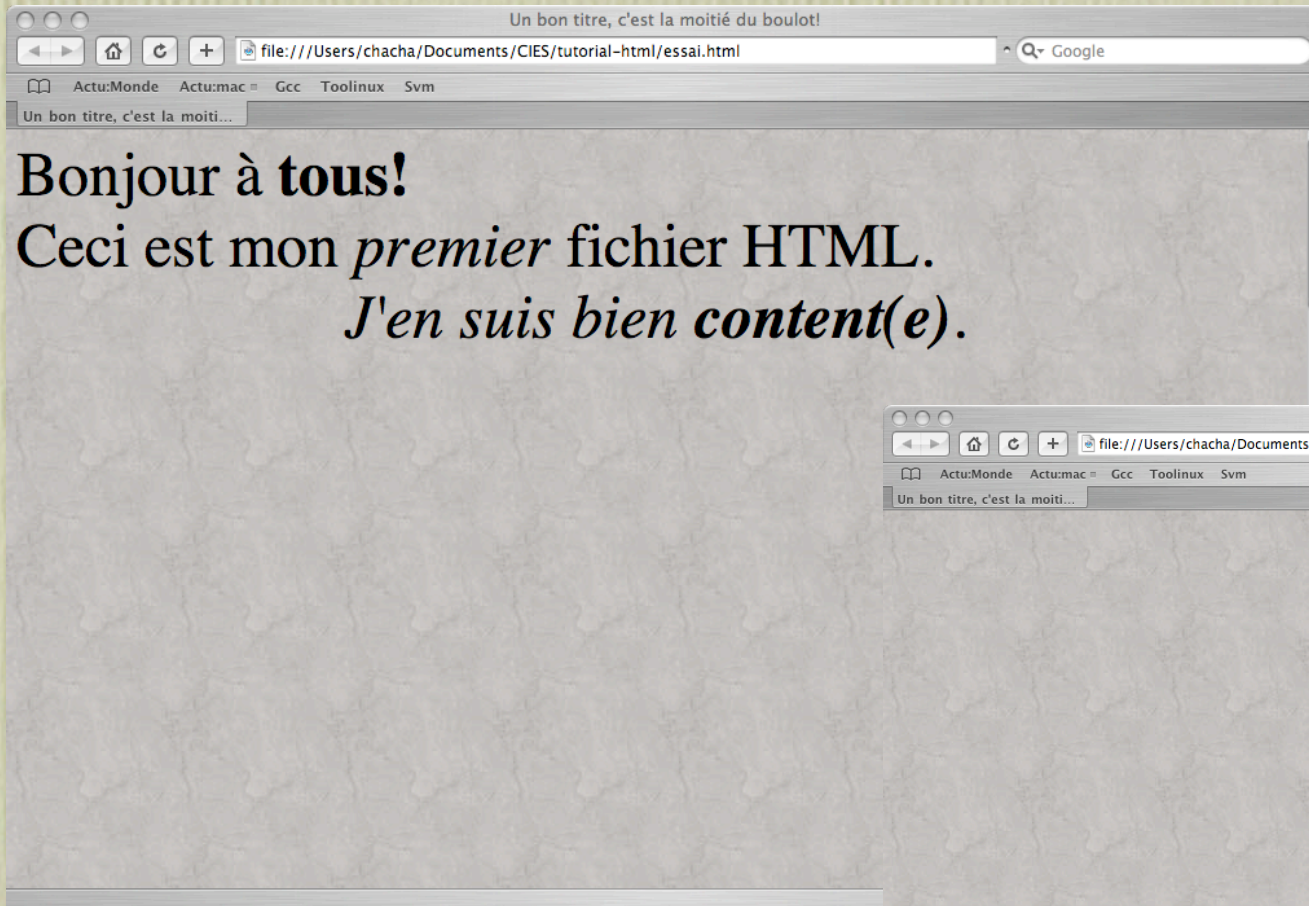 Un bon titre, c'est la moitié du boulot!
file:///Users/chacha/Documents/CIES/tutorial-html/essai.html
Google
Actu:Monde Actu:mac Gcc Toolinux Svm
Un bon titre, c'est la moiti...
Bonjour à tous!
Ceci est mon premier fichier HTML.
J'en suis bien content(e).
file:///Users/chacha/Documents
Actu:Monde Actu:mac Gcc Toolinux Svm
Un bon titre, c'est la moiti...